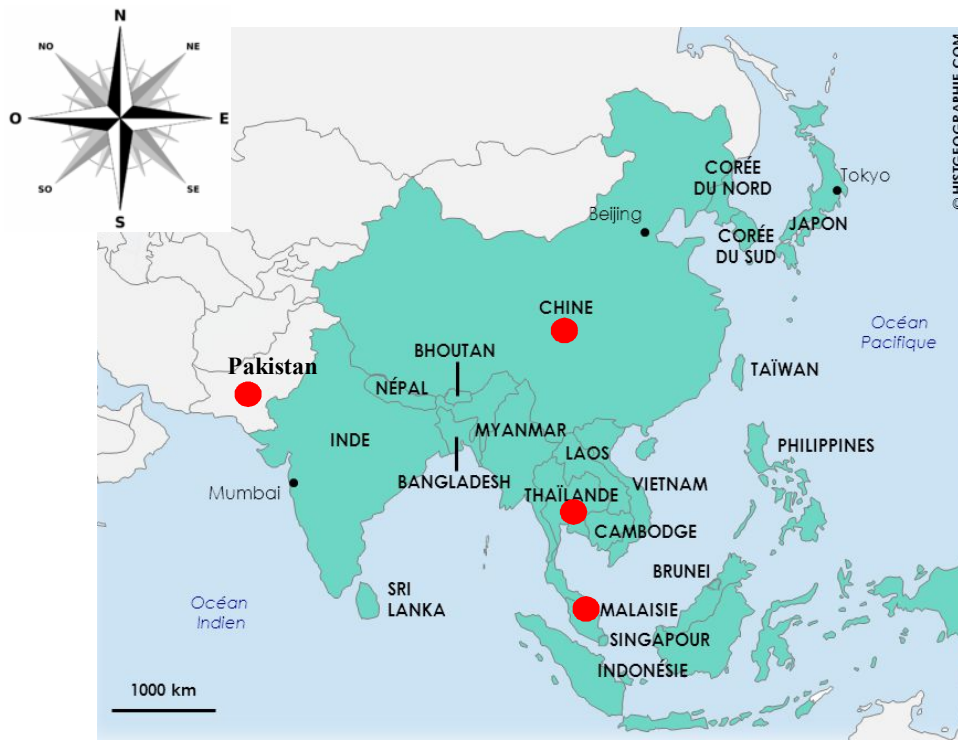 N
NO
NE
O
E
SO
SE
S
© HISTGEOGRAPHIE.COM
CORÉE
DU NORD
Tokyo
Beijing
JAPON
CORÉE
DU SUD
CHINE
Océan
Pacifique
BHOUTAN
Pakistan
TAÏWAN
NÉPAL
INDE
MYANMAR
PHILIPPINES
LAOS
BANGLADESH
VIETNAM
Mumbai
THAÏLANDE
CAMBODGE
BRUNEI
SRI
LANKA
Océan
Indien
MALAISIE
SINGAPOUR
INDONÉSIE
1000 km